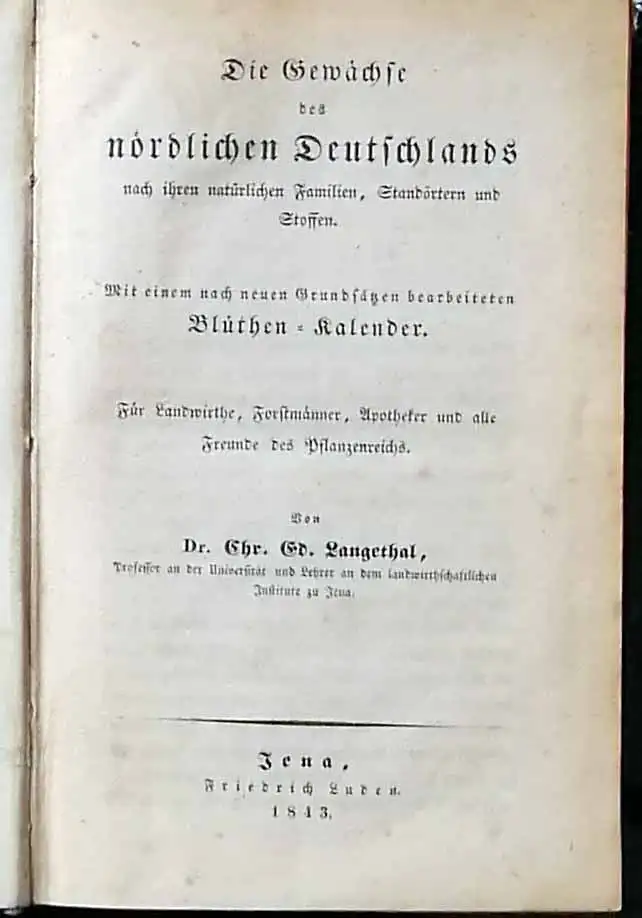 Die Gewächse
des
nördlichen Deutschlands
nach ihren natürlichen Familien, Standörtern und
Stoffen.
Mit einem nach neuen Grundsätzen bearbeiteten
Blüthen-Kalender.
Für Landwirthe, Forstmänner, Apotheker und alle
Freunde des Pflanzenreichs.
Von
Dr. Chr. Ed. Langethal,
Professor an der Universität und Lehrer an dem landwirthschaftlichen
Institute zu Jena.
Jena,
Friedrich Luden.
1843.